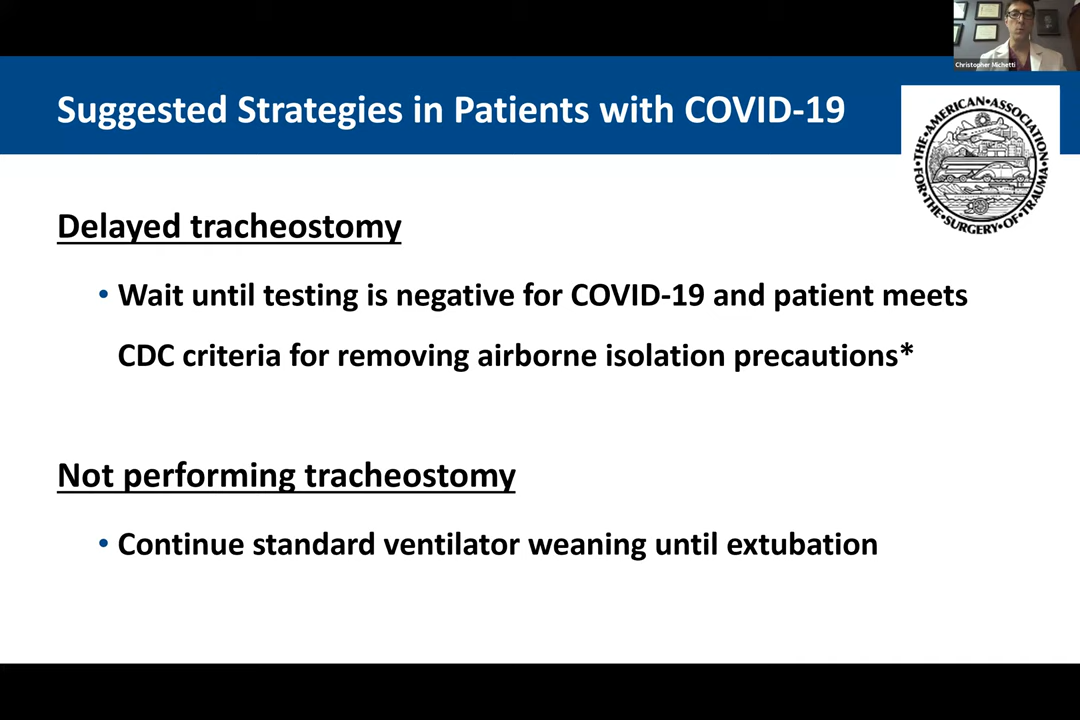 Christopher Michetti
Suggested Strategies in Patients with COVID-19
THE•AMERICAN•ASSOCIATION•
FOR•THE•SURGERY•OF•TRAUMA•
Delayed tracheostomy
• Wait until testing is negative for COVID-19 and patient meets
CDC criteria for removing airborne isolation precautions*
Not performing tracheostomy
• Continue standard ventilator weaning until extubation